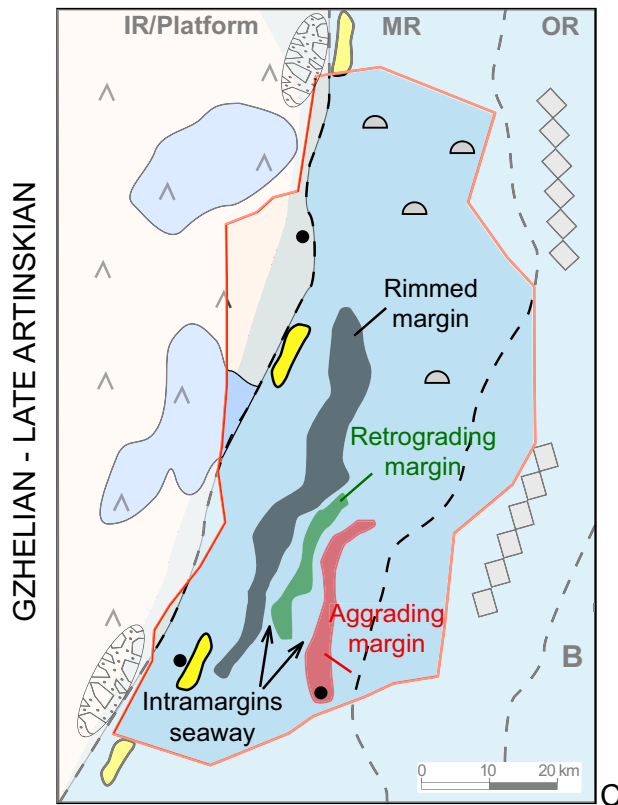 IR/Platform
MR
OR
GZHELIAN - LATE ARTINSKIAN
Rimmed
margin
Retrograding
margin
Aggrading
margin
Intramargins
seaway
B
0 10 20 km
C